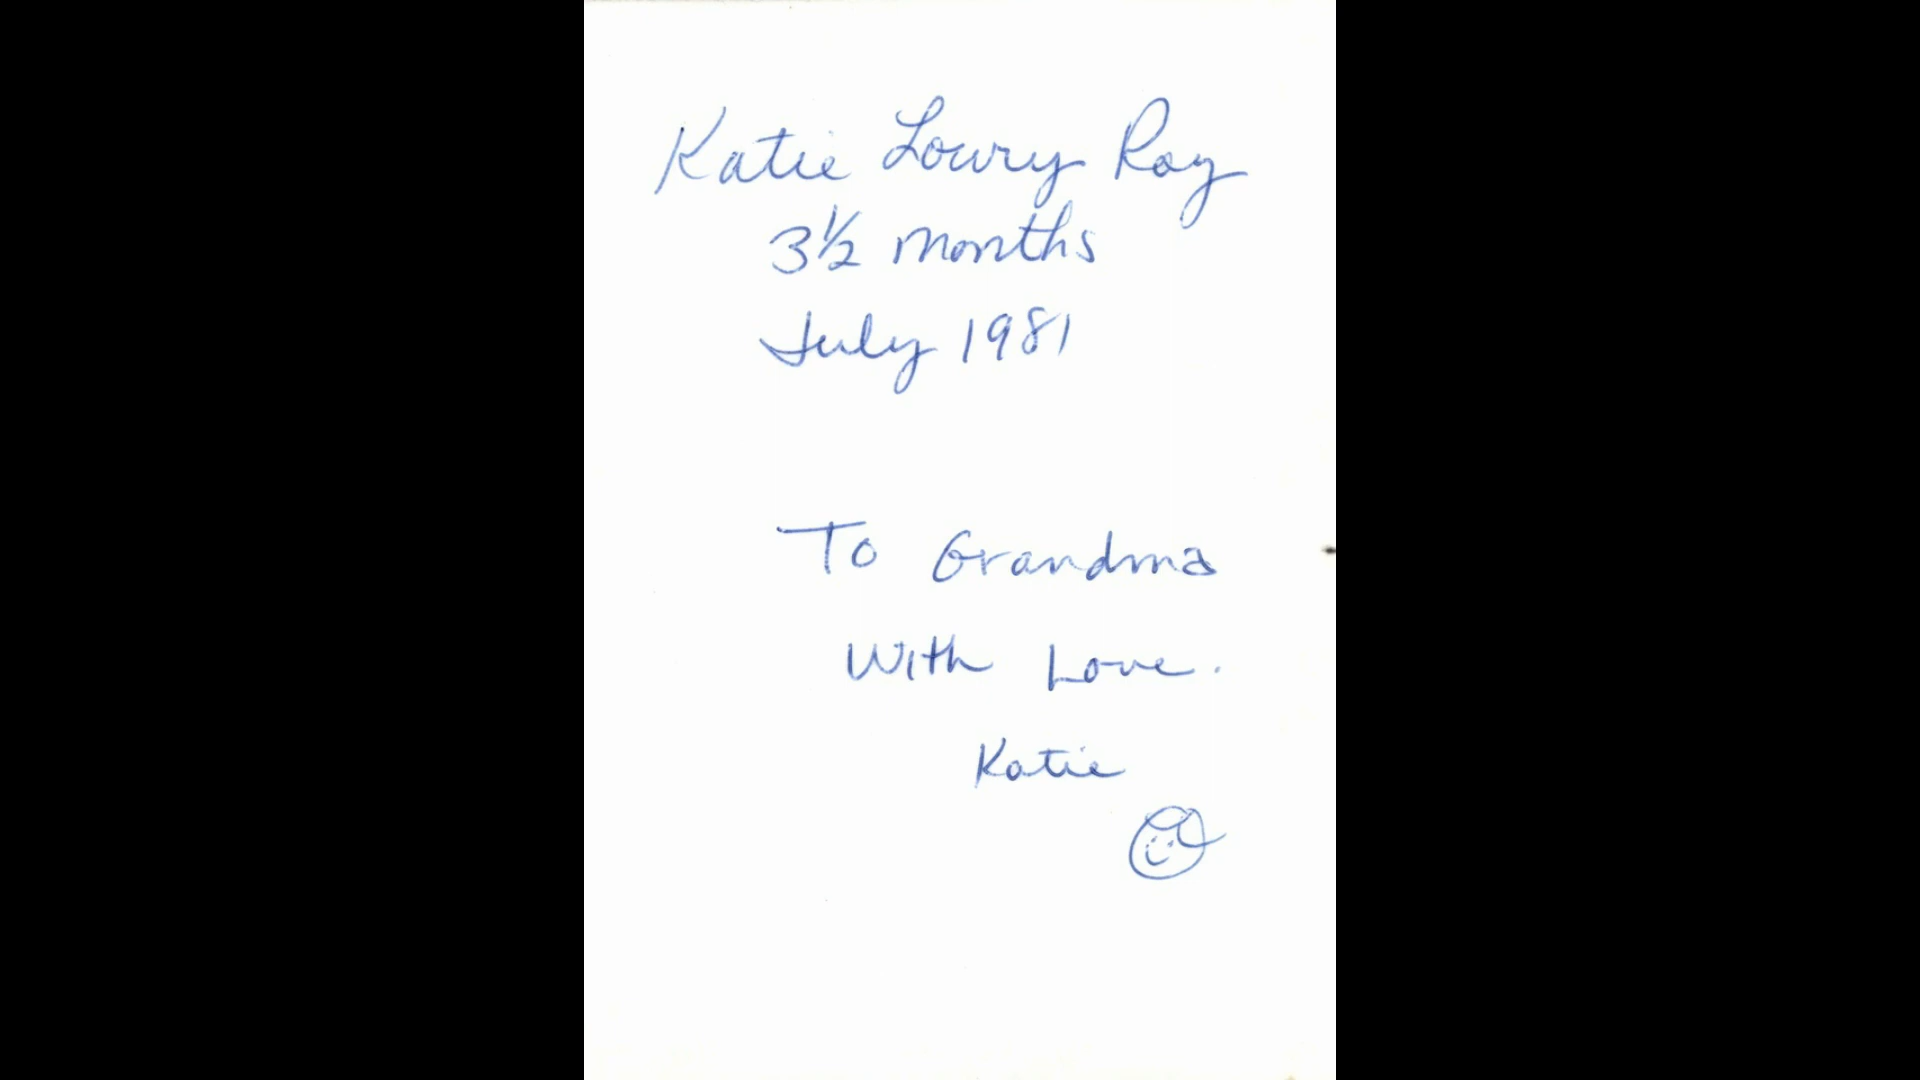 Katie Lowry Ray
3½ Months
July 1981
To Grandma
With Love.
Katie